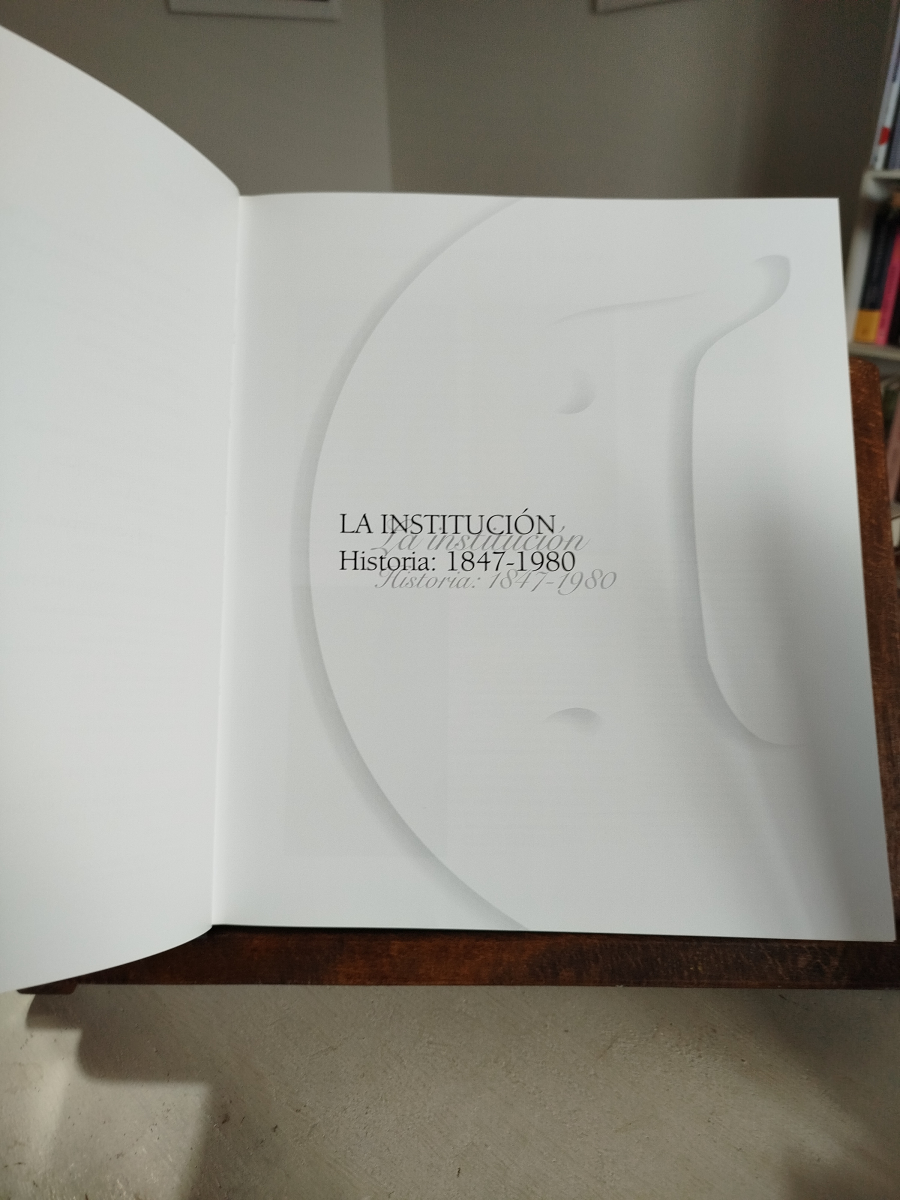 LA INSTITUCIÓN
La institución
Historia: 1847-1980
Historia: 1847-1980